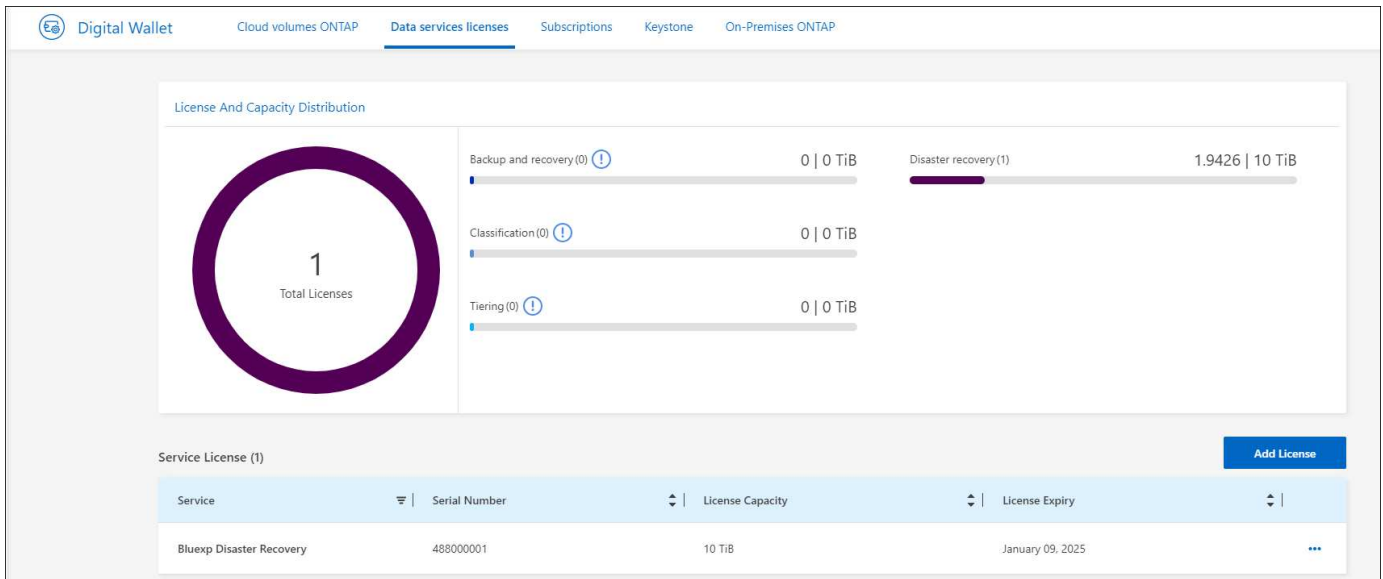 Digital Wallet Cloud volumes ONTAP Data services licenses Subscriptions Keystone On-Premises ONTAP
License And Capacity Distribution
1
Total Licenses
Backup and recovery (0) 0 | 0 TiB
Disaster recovery (1) 1.9426 | 10 TiB
Classification (0) 0 | 0 TiB
Tiering (0) 0 | 0 TiB
Service License (1)
Add License
Service Serial Number License Capacity License Expiry
Bluexp Disaster Recovery 488000001 10 TiB January 09, 2025